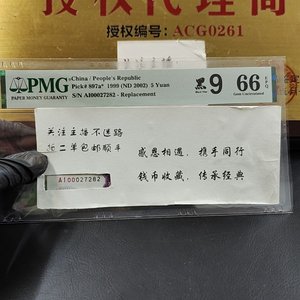 授权代理商
授权编号：ACG0261
PMG
PAPER MONEY GUARANTY
China / People's Republic
Pick# 897a* 1999 (ND 2002) 5 Yuan
S/N AI00027282 - Replacement
9
66
EPQ
关注主播不迷路
拍二单包邮顺丰
感恩相遇，携手同行
钱币收藏，传承经典
AI00027282